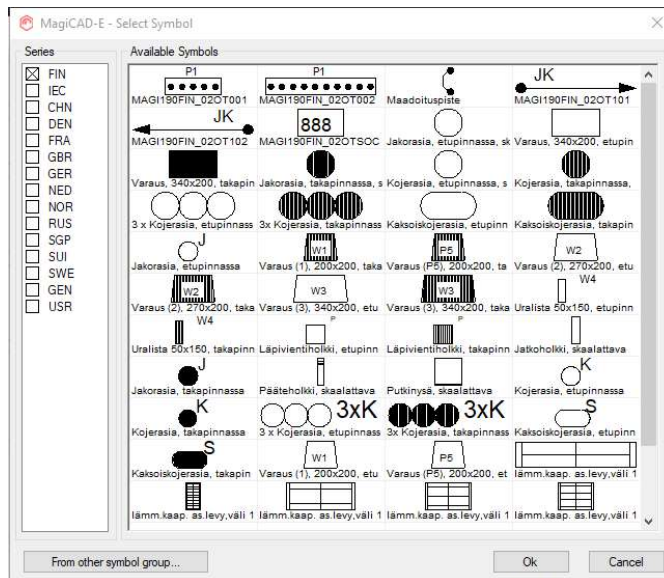 MagiCAD-E - Select Symbol
Series
FIN
IEC
CHN
DEN
FRA
GBR
GER
NED
NOR
RUS
SGP
SUI
SWE
GEN
USR
Available Symbols
P1
P1
JK
MAGI190FIN_02OT001
MAGI190FIN_02OT002
Maadoituspiste
MAGI190FIN_02OT101
JK
888
MAGI190FIN_02OT102
MAGI190FIN_02OTSOC
Jakorasia, etupinnassa, sk
Varaus, 340x200, etupin
Varaus, 340x200, takapin
Jakorasia, takapinnassa, s
Kojerasia, etupinnassa, s
Kojerasia, takapinnassa,
3 x Kojerasia, etupinnass
3x Kojerasia, takapinnass
Kaksoiskojerasia, etupinn
Kaksoiskojerasia, takapin
J
W1
P5
W2
Jakorasia, etupinnassa
Varaus (1), 200x200, taka
Varaus (P5), 200x200, ta
Varaus (2), 270x200, etu
W2
W3
W3
W4
Varaus (2), 270x200, taka
Varaus (3), 340x200, etu
Varaus (3), 340x200, taka
Uralista 50x150, etupinn
W4
P
P
Uralista 50x150, takapinn
Läpivientiholkki, etupinn
Läpivientiholkki, takapinn
Jatkoholkki, skaalattava
J
K
Jakorasia, takapinnassa
Pääteholkki, skaalattava
Putkinysä, skaalattava
Kojerasia, etupinnassa
K
3xK
3xK
S
Kojerasia, takapinnassa
3 x Kojerasia, etupinnass
3x Kojerasia, takapinnass
Kaksoiskojerasia, etupinn
S
W1
P5
Kaksoiskojerasia, takapin
Varaus (1), 200x200, etu
Varaus (P5), 200x200, et
lämm.kaap. as.levy,väli 1
lämm.kaap. as.levy,väli 1
lämm.kaap. as.levy,väli 1
lämm.kaap. as.levy,väli 1
lämm.kaap. as.levy,väli 1
From other symbol group...
Ok
Cancel